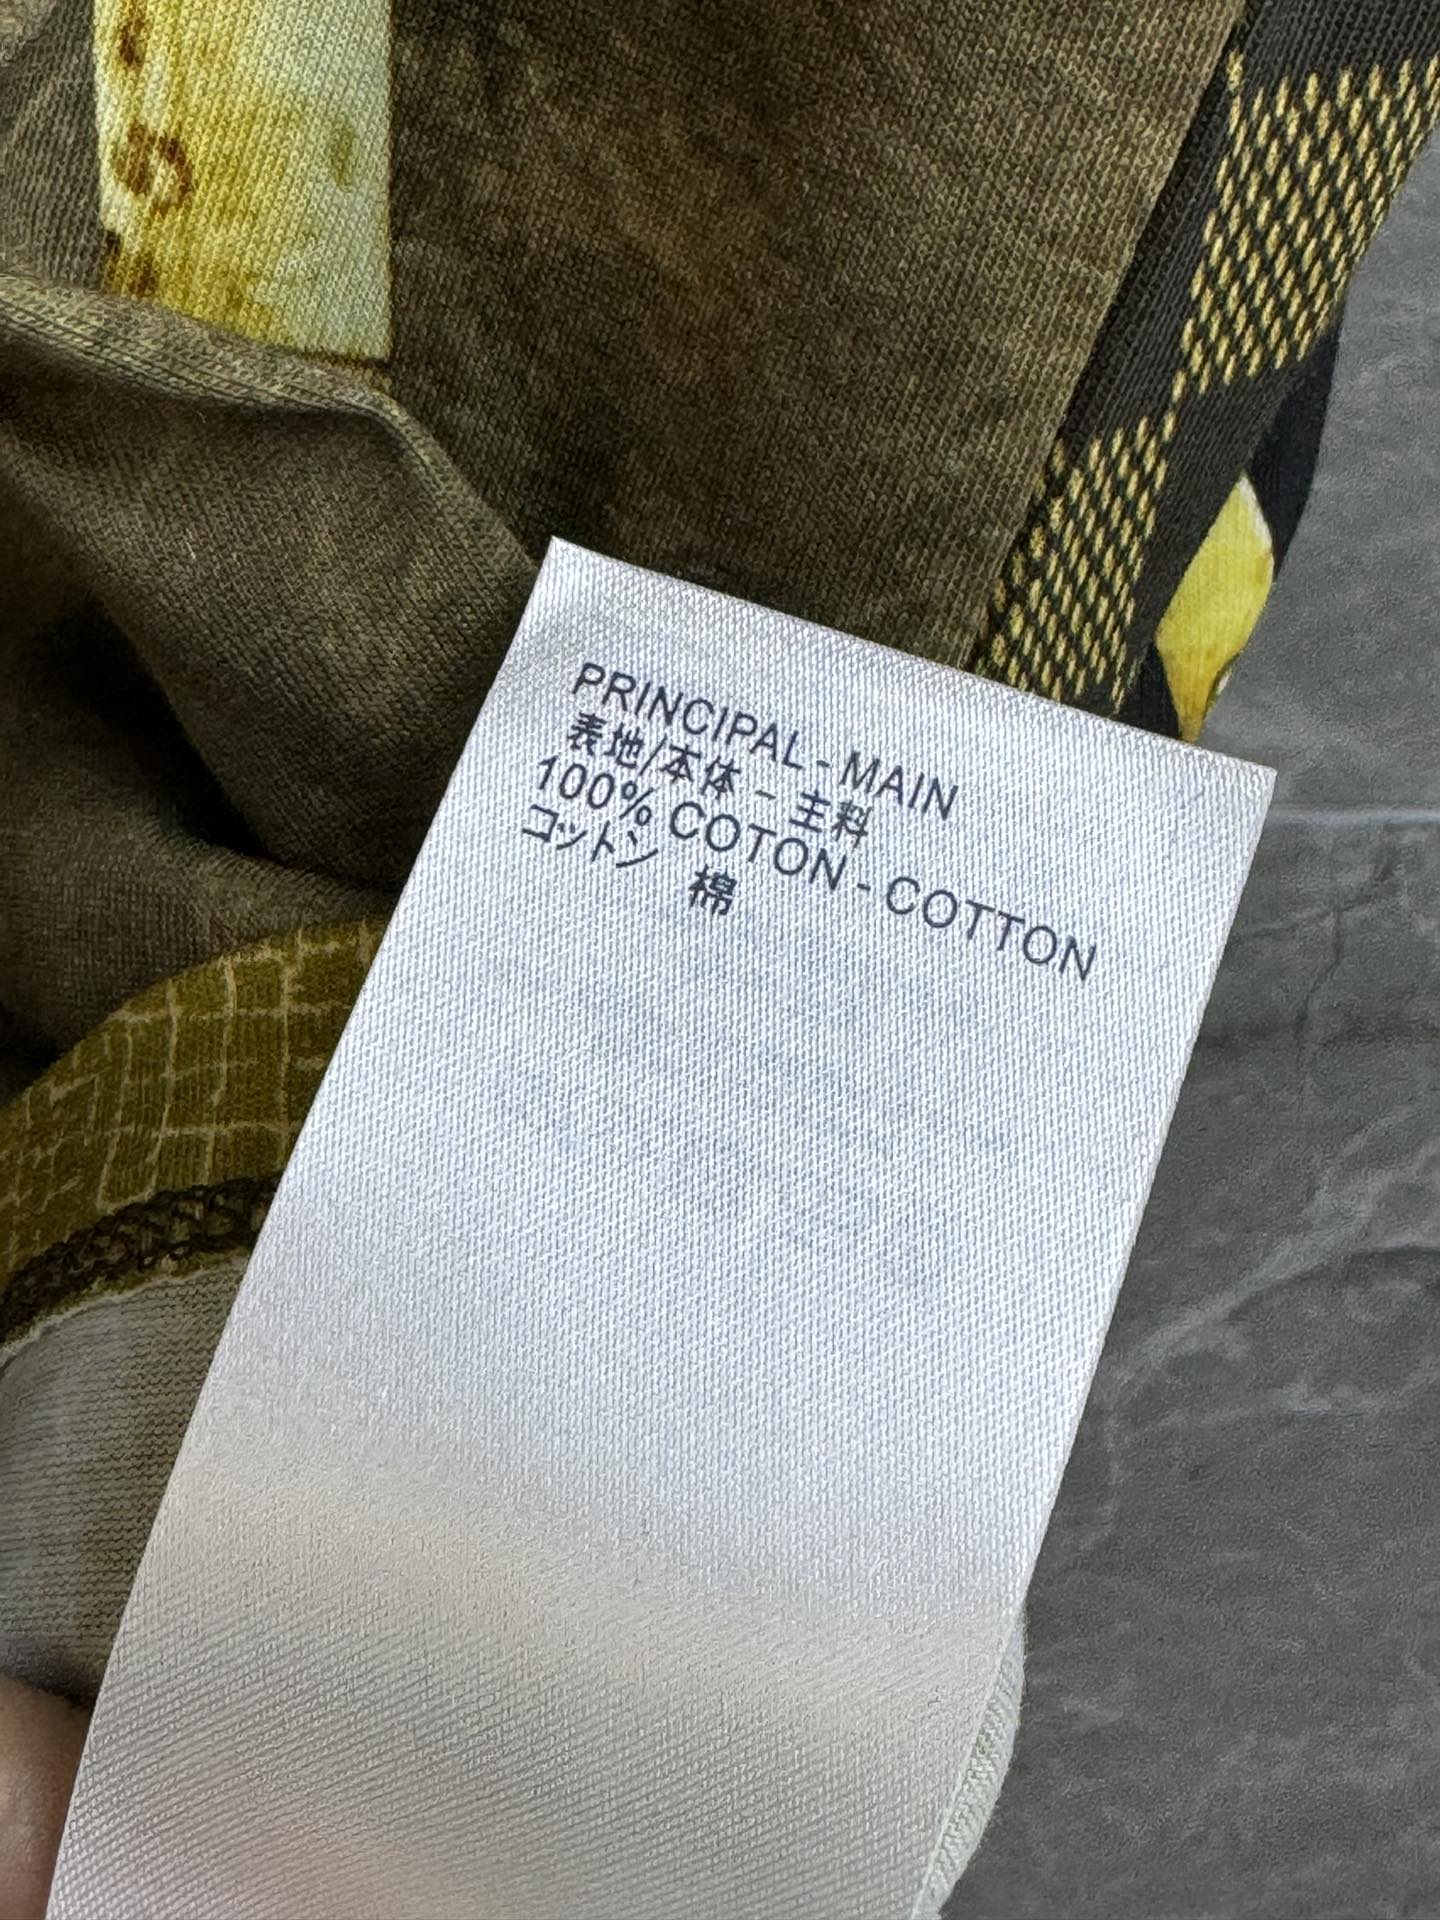 PRINCIPAL - MAIN
表地/本体 - 主料
100% COTON - COTTON
コットン 棉